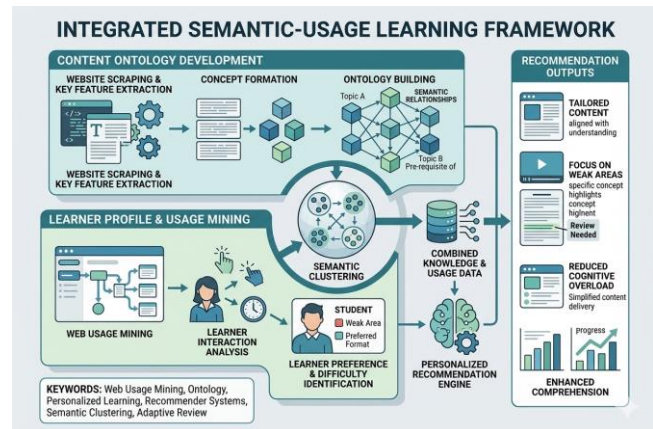 INTEGRATED SEMANTIC-USAGE LEARNING FRAMEWORK
CONTENT ONTOLOGY DEVELOPMENT
WEBSITE SCRAPING &
KEY FEATURE EXTRACTION
CONCEPT FORMATION
ONTOLOGY BUILDING
Topic A
SEMANTIC
RELATIONSHIPS
Topic B
Pre-requisite of
</>
T
WEBSITE SCRAPING &
KEY FEATURE EXTRACTION
LEARNER PROFILE & USAGE MINING
WEB USAGE MINING
LEARNER
INTERACTION
ANALYSIS
STUDENT
Weak Area
Preferred
Format
LEARNER PREFERENCE
& DIFFICULTY
IDENTIFICATION
SEMANTIC
CLUSTERING
COMBINED
KNOWLEDGE &
USAGE DATA
PERSONALIZED
RECOMMENDATION
ENGINE
RECOMMENDATION
OUTPUTS
TAILORED
CONTENT
aligned with
understanding
FOCUS ON
WEAK AREAS
specific concept
highlights
concept
highnent
Review
Needed
REDUCED
COGNITIVE
OVERLOAD
Simplified content
delivery
progress
ENHANCED
COMPREHENSION
KEYWORDS: Web Usage Mining, Ontology,
Personalized Learning, Recommender Systems,
Semantic Clustering, Adaptive Review